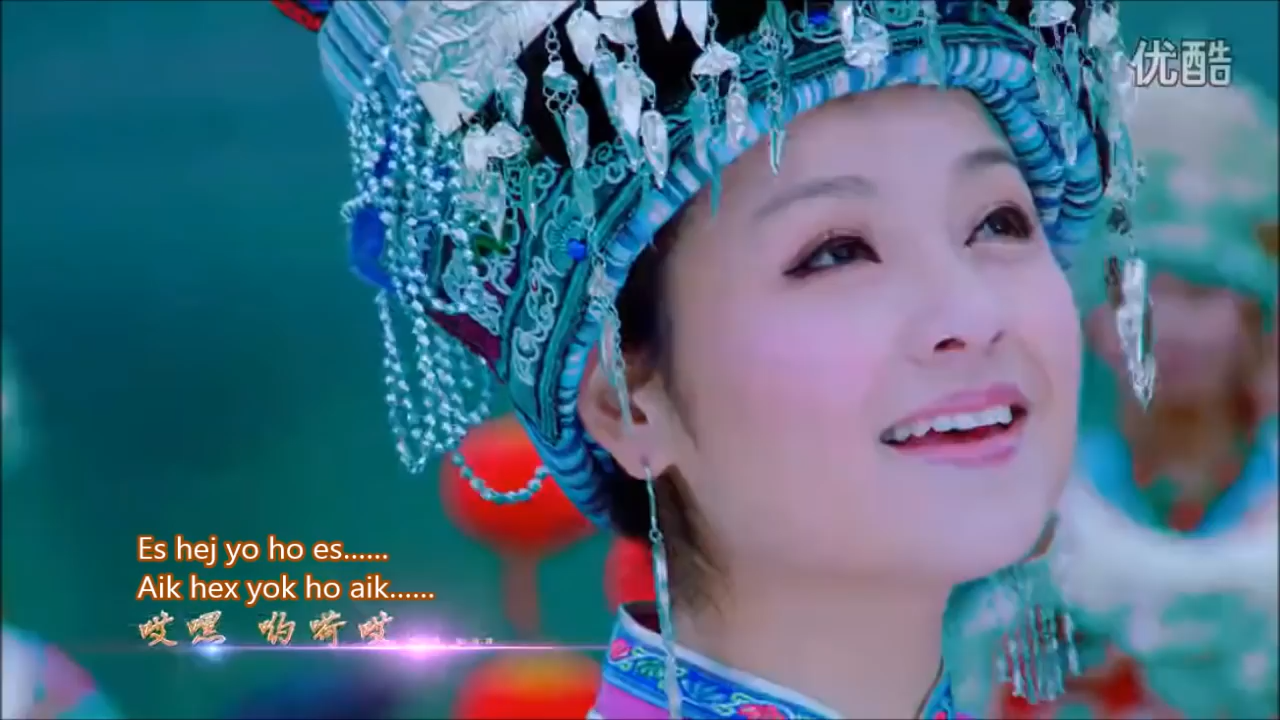 优酷
Es hej yo ho es......
Aik hex yok ho aik......
哎嘿 哟嗬哎